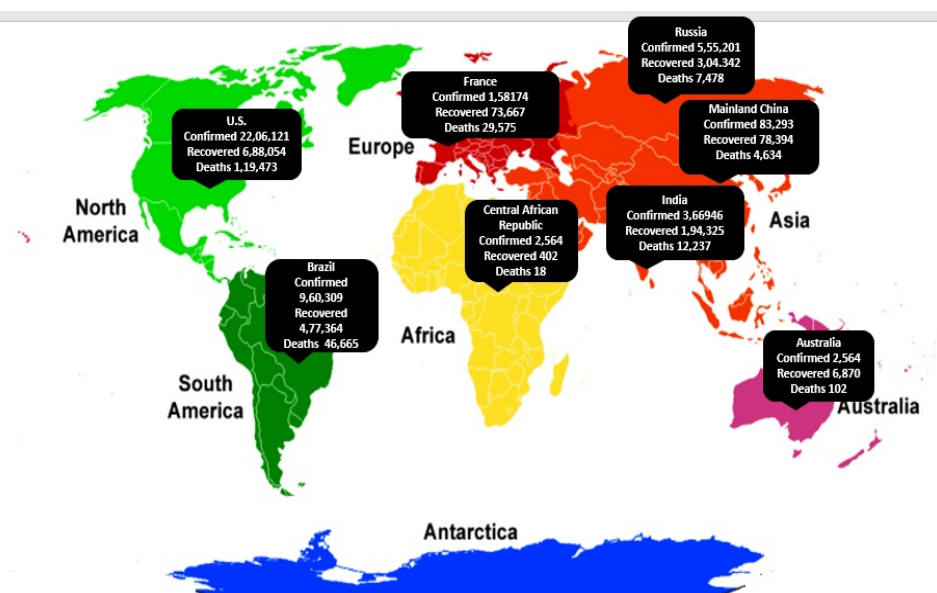 Russia
Confirmed 5,55,201
Recovered 3,04.342
Deaths 7,478
France
Confirmed 1,58174
Recovered 73,667
Deaths 29,575
Mainland China
Confirmed 83,293
Recovered 78,394
Deaths 4,634
U.S.
Confirmed 22,06,121
Recovered 6,88,054
Deaths 1,19,473
Europe
North
America
Central African
Republic
Confirmed 2,564
Recovered 402
Deaths 18
India
Confirmed 3,66946
Recovered 1,94,325
Deaths 12,237
Asia
Brazil
Confirmed
9,60,309
Recovered
4,77,364
Deaths 46,665
Africa
Australia
Confirmed 2,564
Recovered 6,870
Deaths 102
South
America
Australia
Antarctica